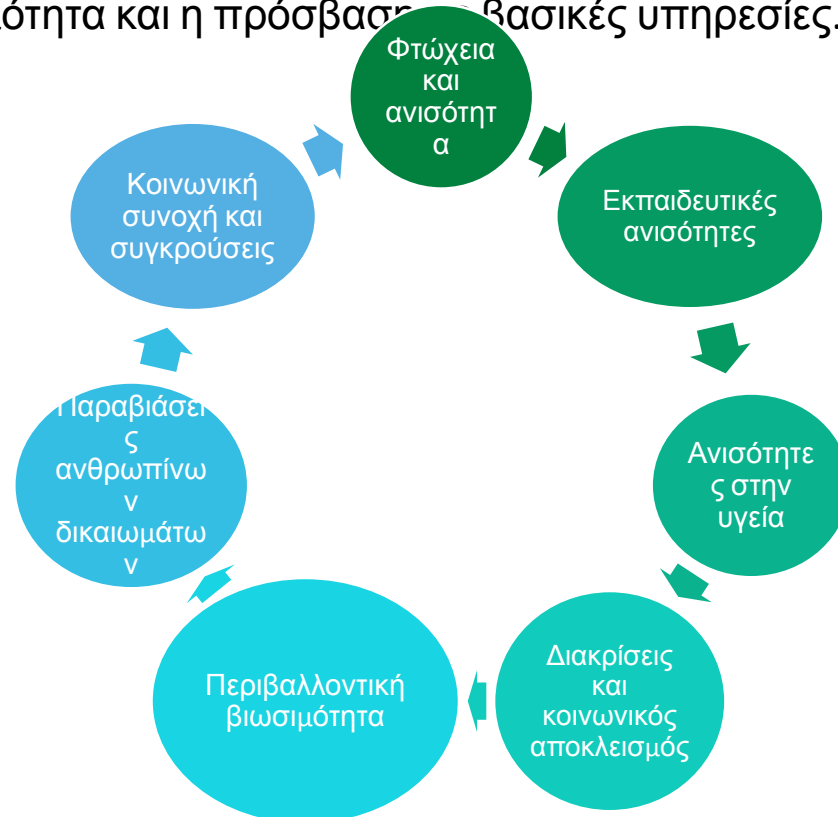 ότητα και η πρόσβαση βασικές υπηρεσίες.
Φτώχεια
και
ανισότητ
α
Εκπαιδευτικές
ανισότητες
Ανισότητε
ς στην
υγεία
Διακρίσεις
και
κοινωνικός
αποκλεισμός
Περιβαλλοντική
βιωσιμότητα
Παραβιάσει
ς
ανθρωπίνω
ν
δικαιωμάτω
ν
Κοινωνική
συνοχή και
συγκρούσεις